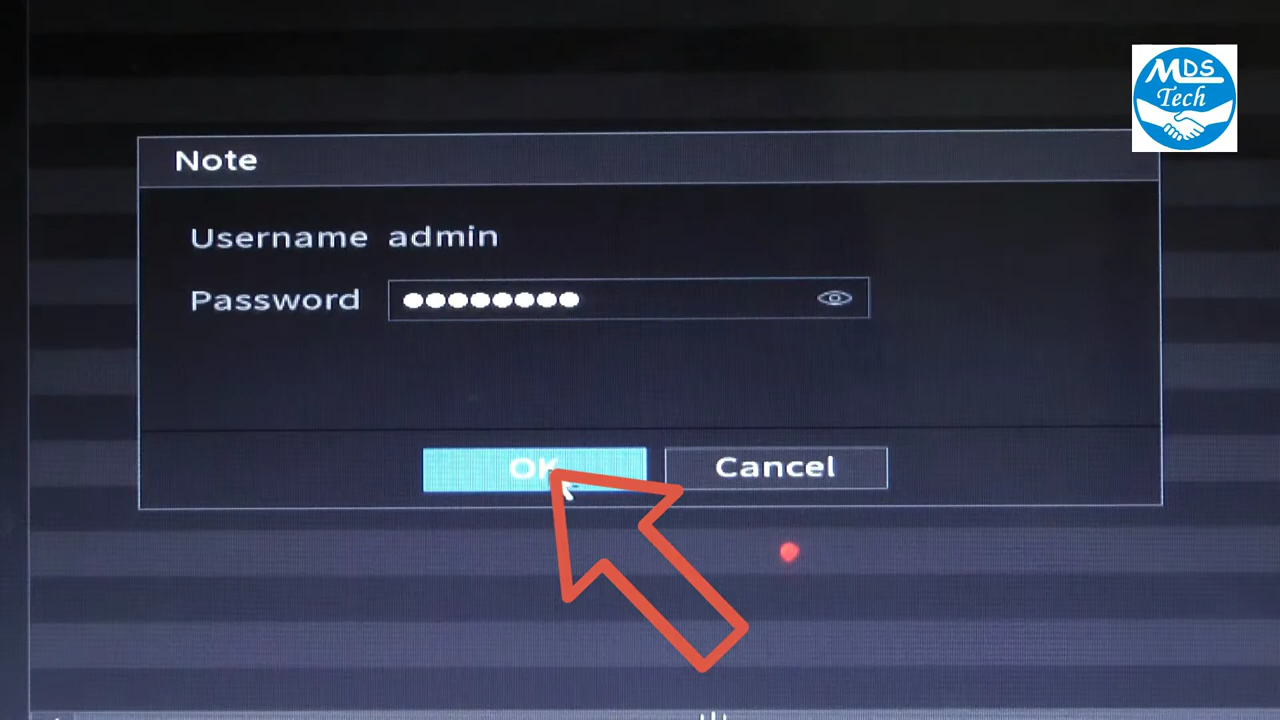 MDS
Tech
Note
Username admin
Password ●●●●●●●●
OK
Cancel